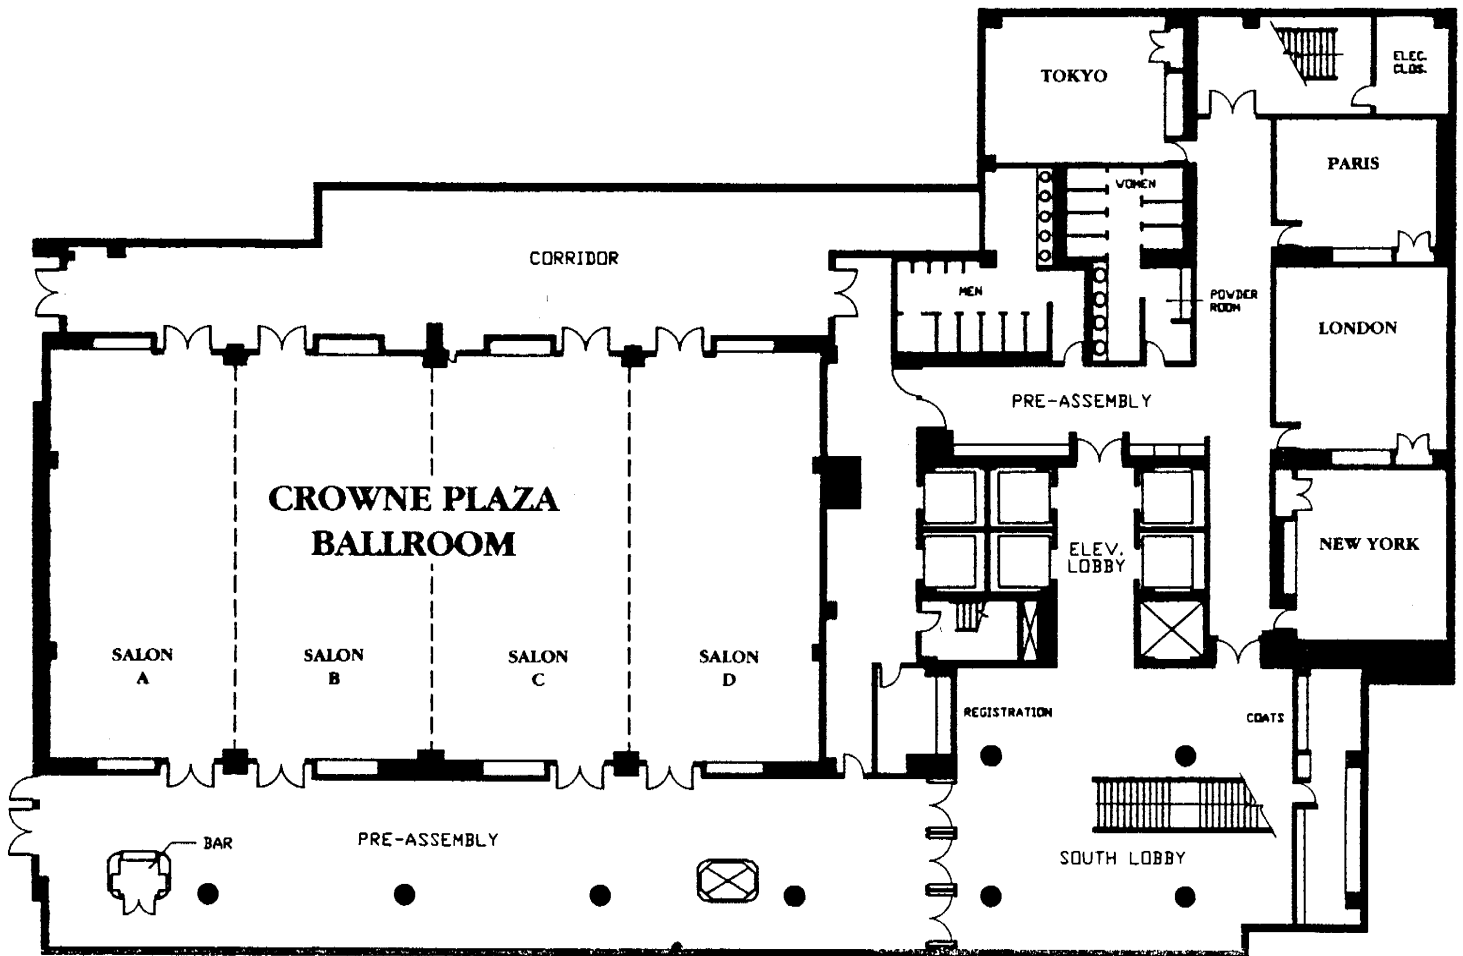 TOKYO
ELEC.
CLOS.
PARIS
WOMEN
CORRIDOR
MEN
POWDER
ROOM
LONDON
PRE-ASSEMBLY
CROWNE PLAZA
BALLROOM
ELEV.
LOBBY
NEW YORK
SALON
A
SALON
B
SALON
C
SALON
D
REGISTRATION
COATS
BAR
PRE-ASSEMBLY
SOUTH LOBBY